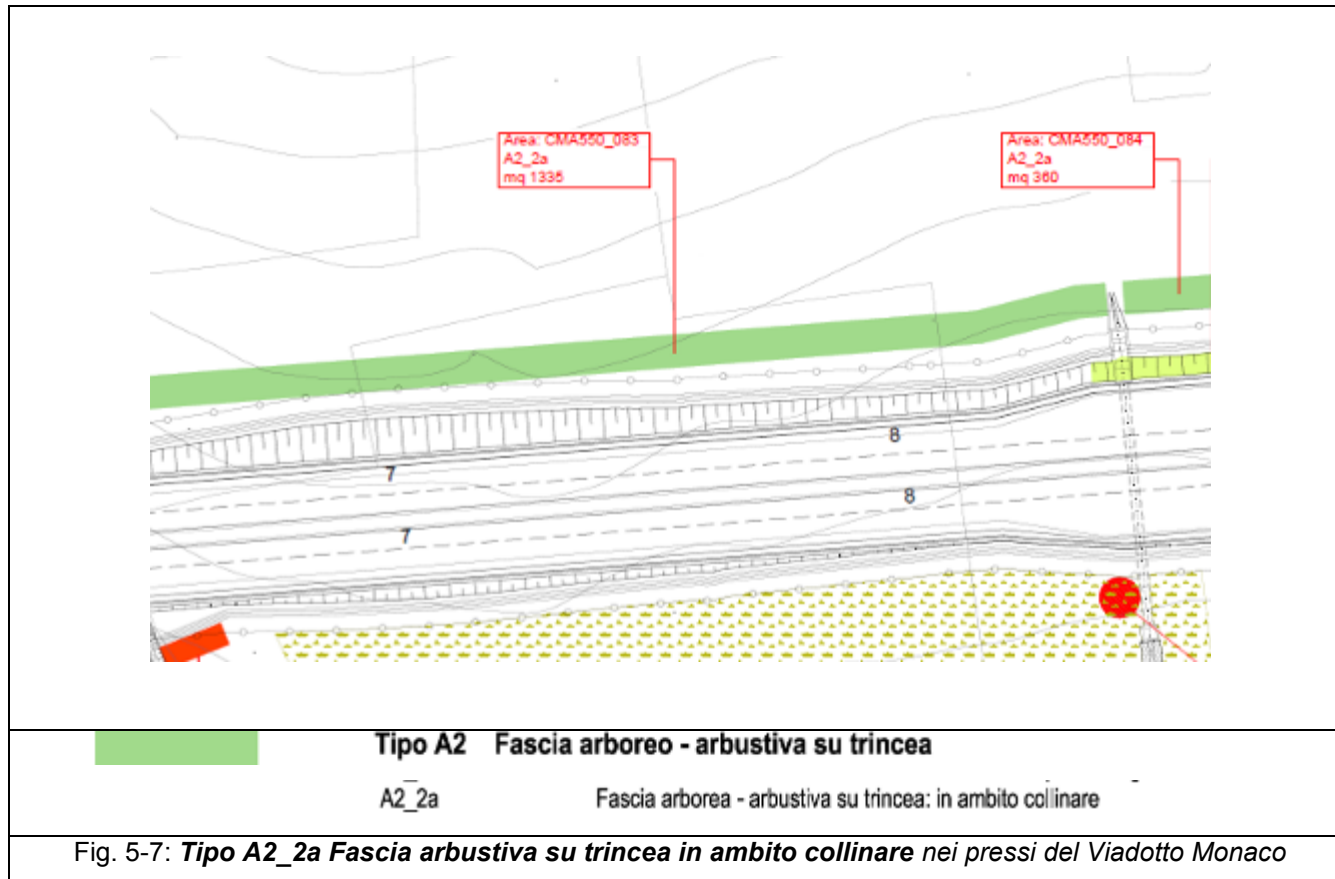 Area: CMA550_083
A2_2a
mq 1335
Area: CMA550_084
A2_2a
mq 360
8
7
8
7
Tipo A2 Fascia arboreo - arbustiva su trincea
A2_2a Fascia arborea - arbustiva su trincea: in ambito collinare
Fig. 5-7: Tipo A2_2a Fascia arbustiva su trincea in ambito collinare nei pressi del Viadotto Monaco